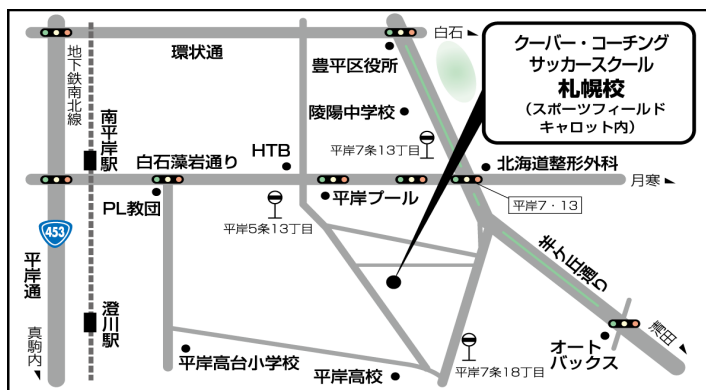 環状通
白石
クーバー・コーチング
サッカースクール
札幌校
(スポーツフィールド
キャロット内)
地下鉄南北線
豊平区役所
陵陽中学校
南平岸駅
白石藻岩通り
HTB
平岸7条13丁目
北海道整形外科
月寒
PL教団
平岸プール
平岸7・13
平岸5条13丁目
453
平岸通
羊ケ丘通り
澄川駅
清田
真駒内
平岸高台小学校
平岸高校
平岸7条18丁目
オート
バックス